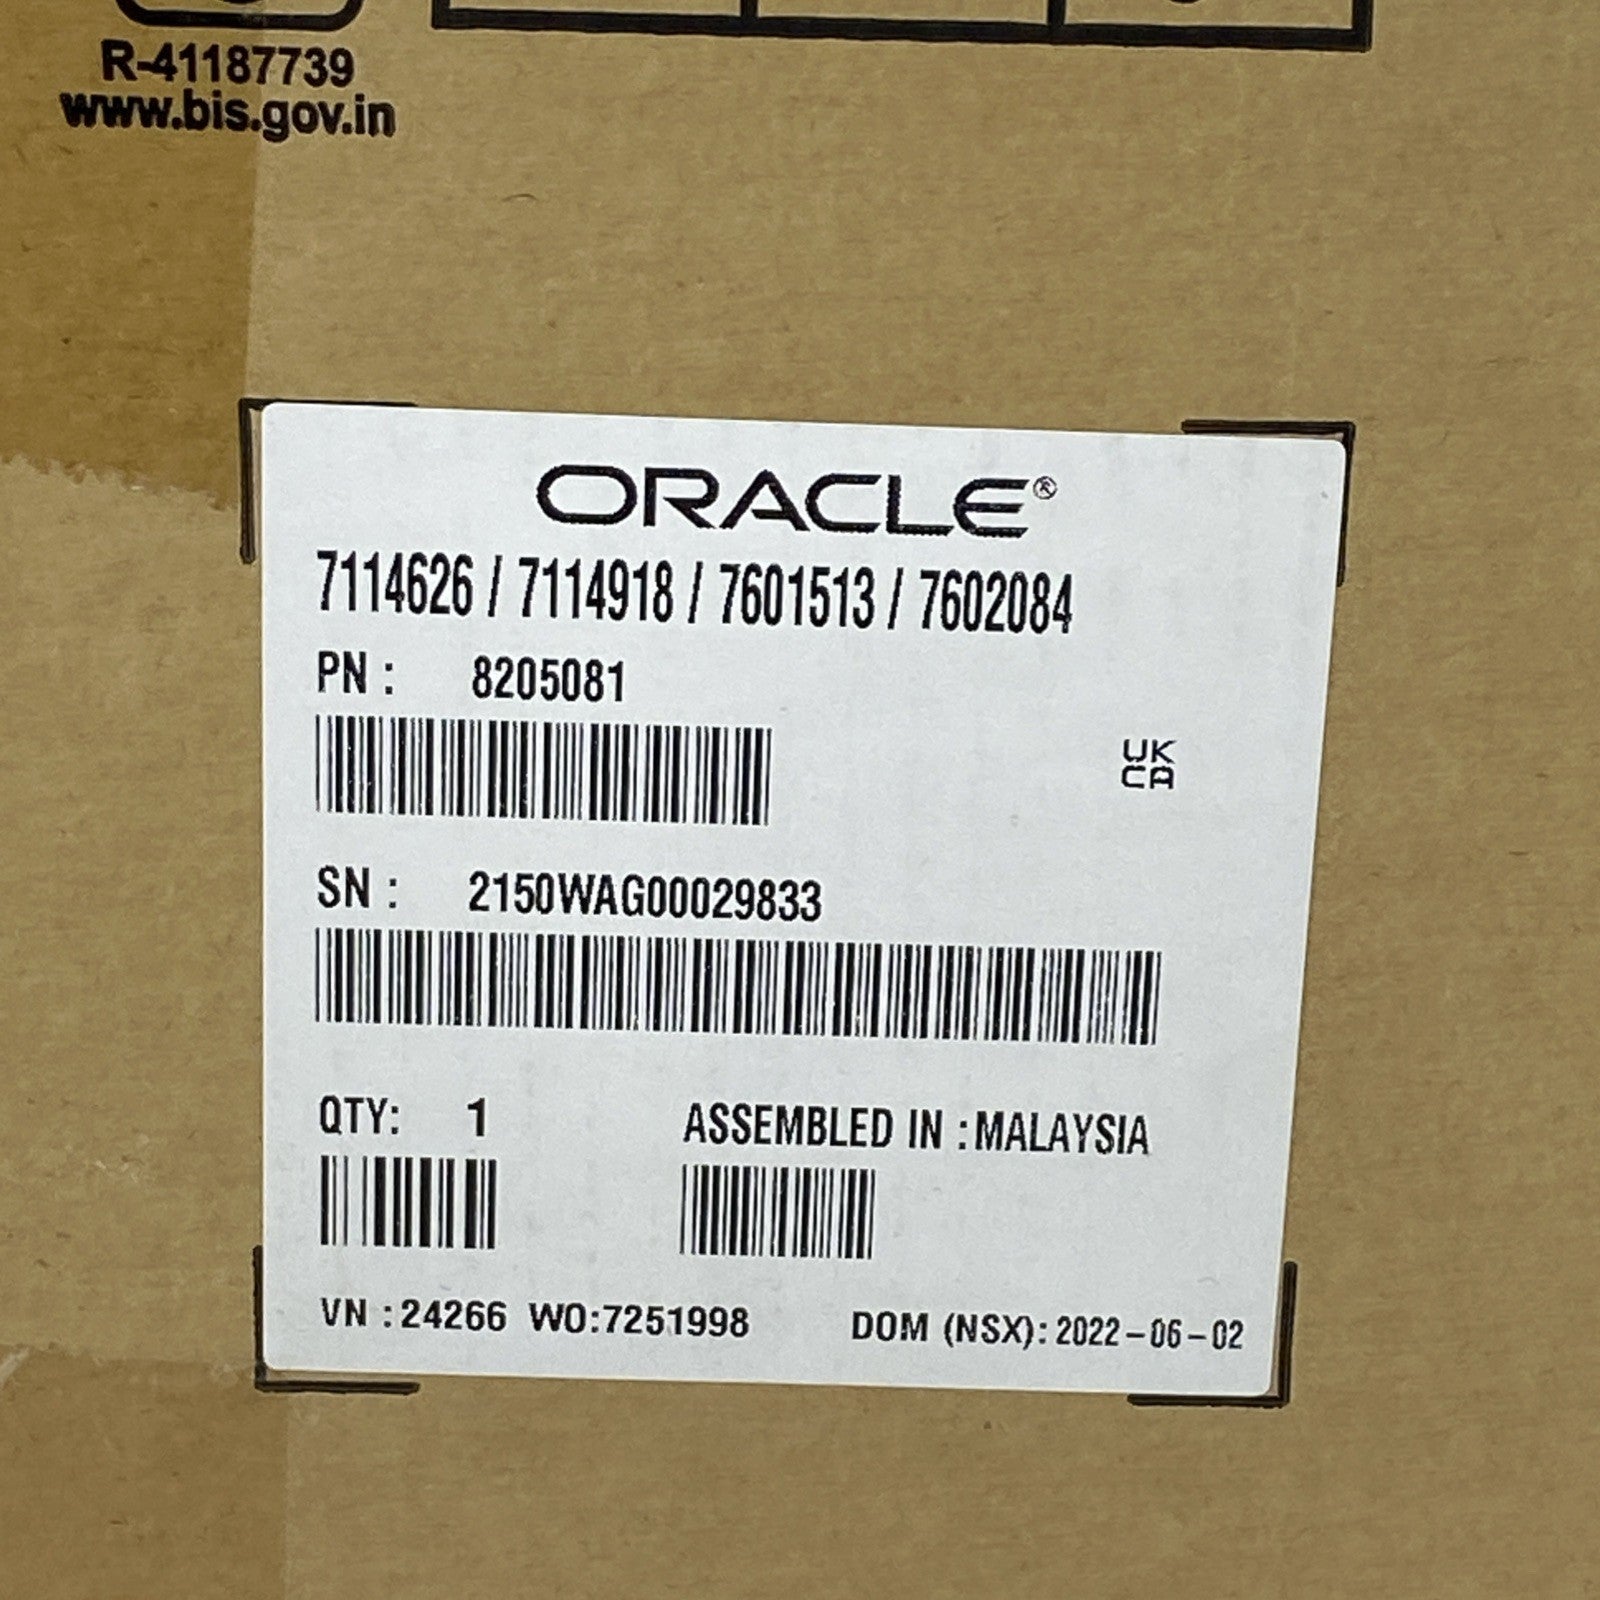 R-41187739
www.bis.gov.in
ORACLE®
7114626 / 7114918 / 7601513 / 7602084
PN : 8205081
UK
CA
SN : 2150WAG00029833
QTY: 1 ASSEMBLED IN :MALAYSIA
VN :24266 WO:7251998 DOM (NSX): 2022-06-02